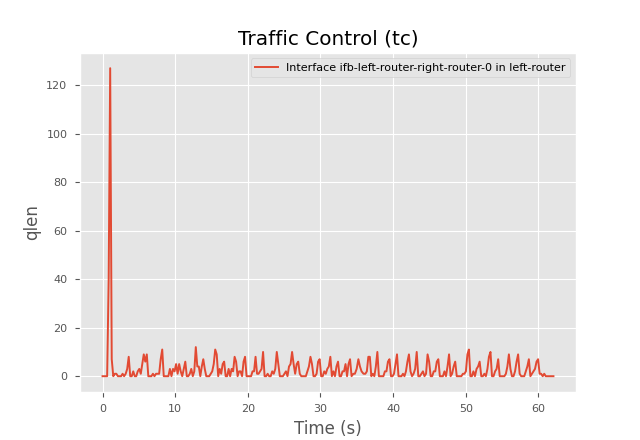 Traffic Control (tc)
Interface ifb-left-router-right-router-0 in left-router
120
100
80
60
40
20
0
qlen
0 10 20 30 40 50 60
Time (s)